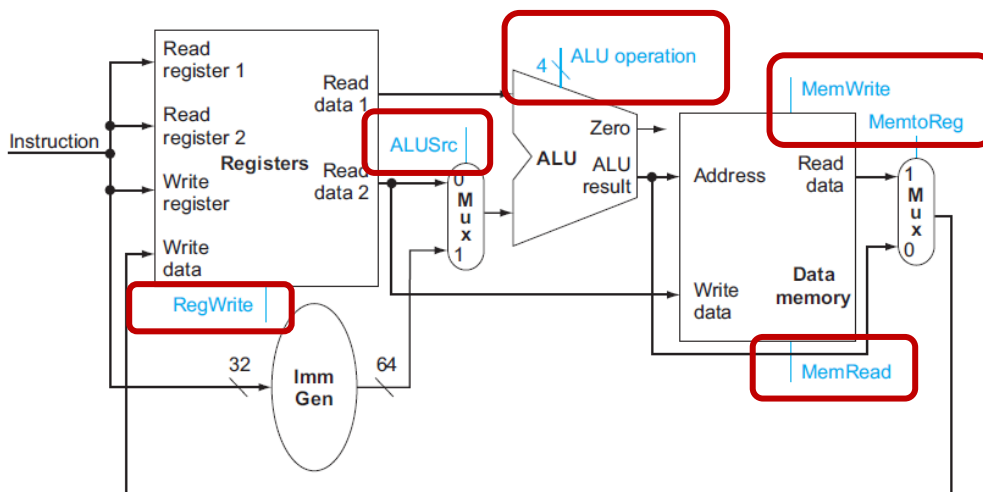 Instruction
Read
register 1
Read
register 2
Write
register
Write
data
Registers
Read
data 1
Read
data 2
RegWrite
32
Imm
Gen
64
ALUSrc
0
M
u
x
1
4
ALU operation
Zero
ALU
ALU
result
MemWrite
MemtoReg
Address
Read
data
Write
data
Data
memory
MemRead
1
M
u
x
0